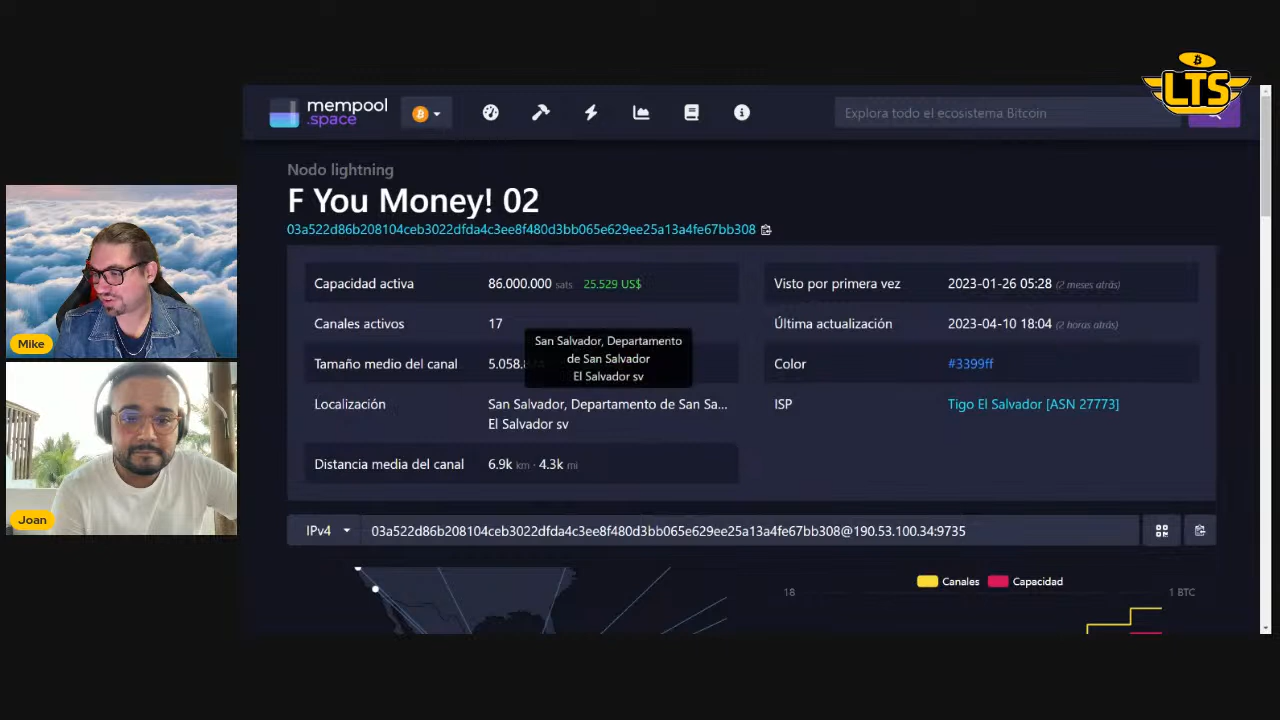 LTS
mempool
.space
Explora todo el ecosistema Bitcoin
Nodo lightning
F You Money! 02
03a522d86b208104ceb3022dfda4c3ee8f480d3bb065e629ee25a13a4fe67bb308
Capacidad activa 86.000.000 sats 25.529 US$
Canales activos 17
Tamaño medio del canal 5.058.8
Localización San Salvador, Departamento de San Sa...
El Salvador sv
Distancia media del canal 6.9k km · 4.3k mi
San Salvador, Departamento
de San Salvador
El Salvador sv
Visto por primera vez 2023-01-26 05:28 (2 meses atrás)
Última actualización 2023-04-10 18:04 (2 horas atrás)
Color #3399ff
ISP Tigo El Salvador [ASN 27773]
IPv4 03a522d86b208104ceb3022dfda4c3ee8f480d3bb065e629ee25a13a4fe67bb308@190.53.100.34:9735
Canales Capacidad
18 1 BTC
Mike
Joan